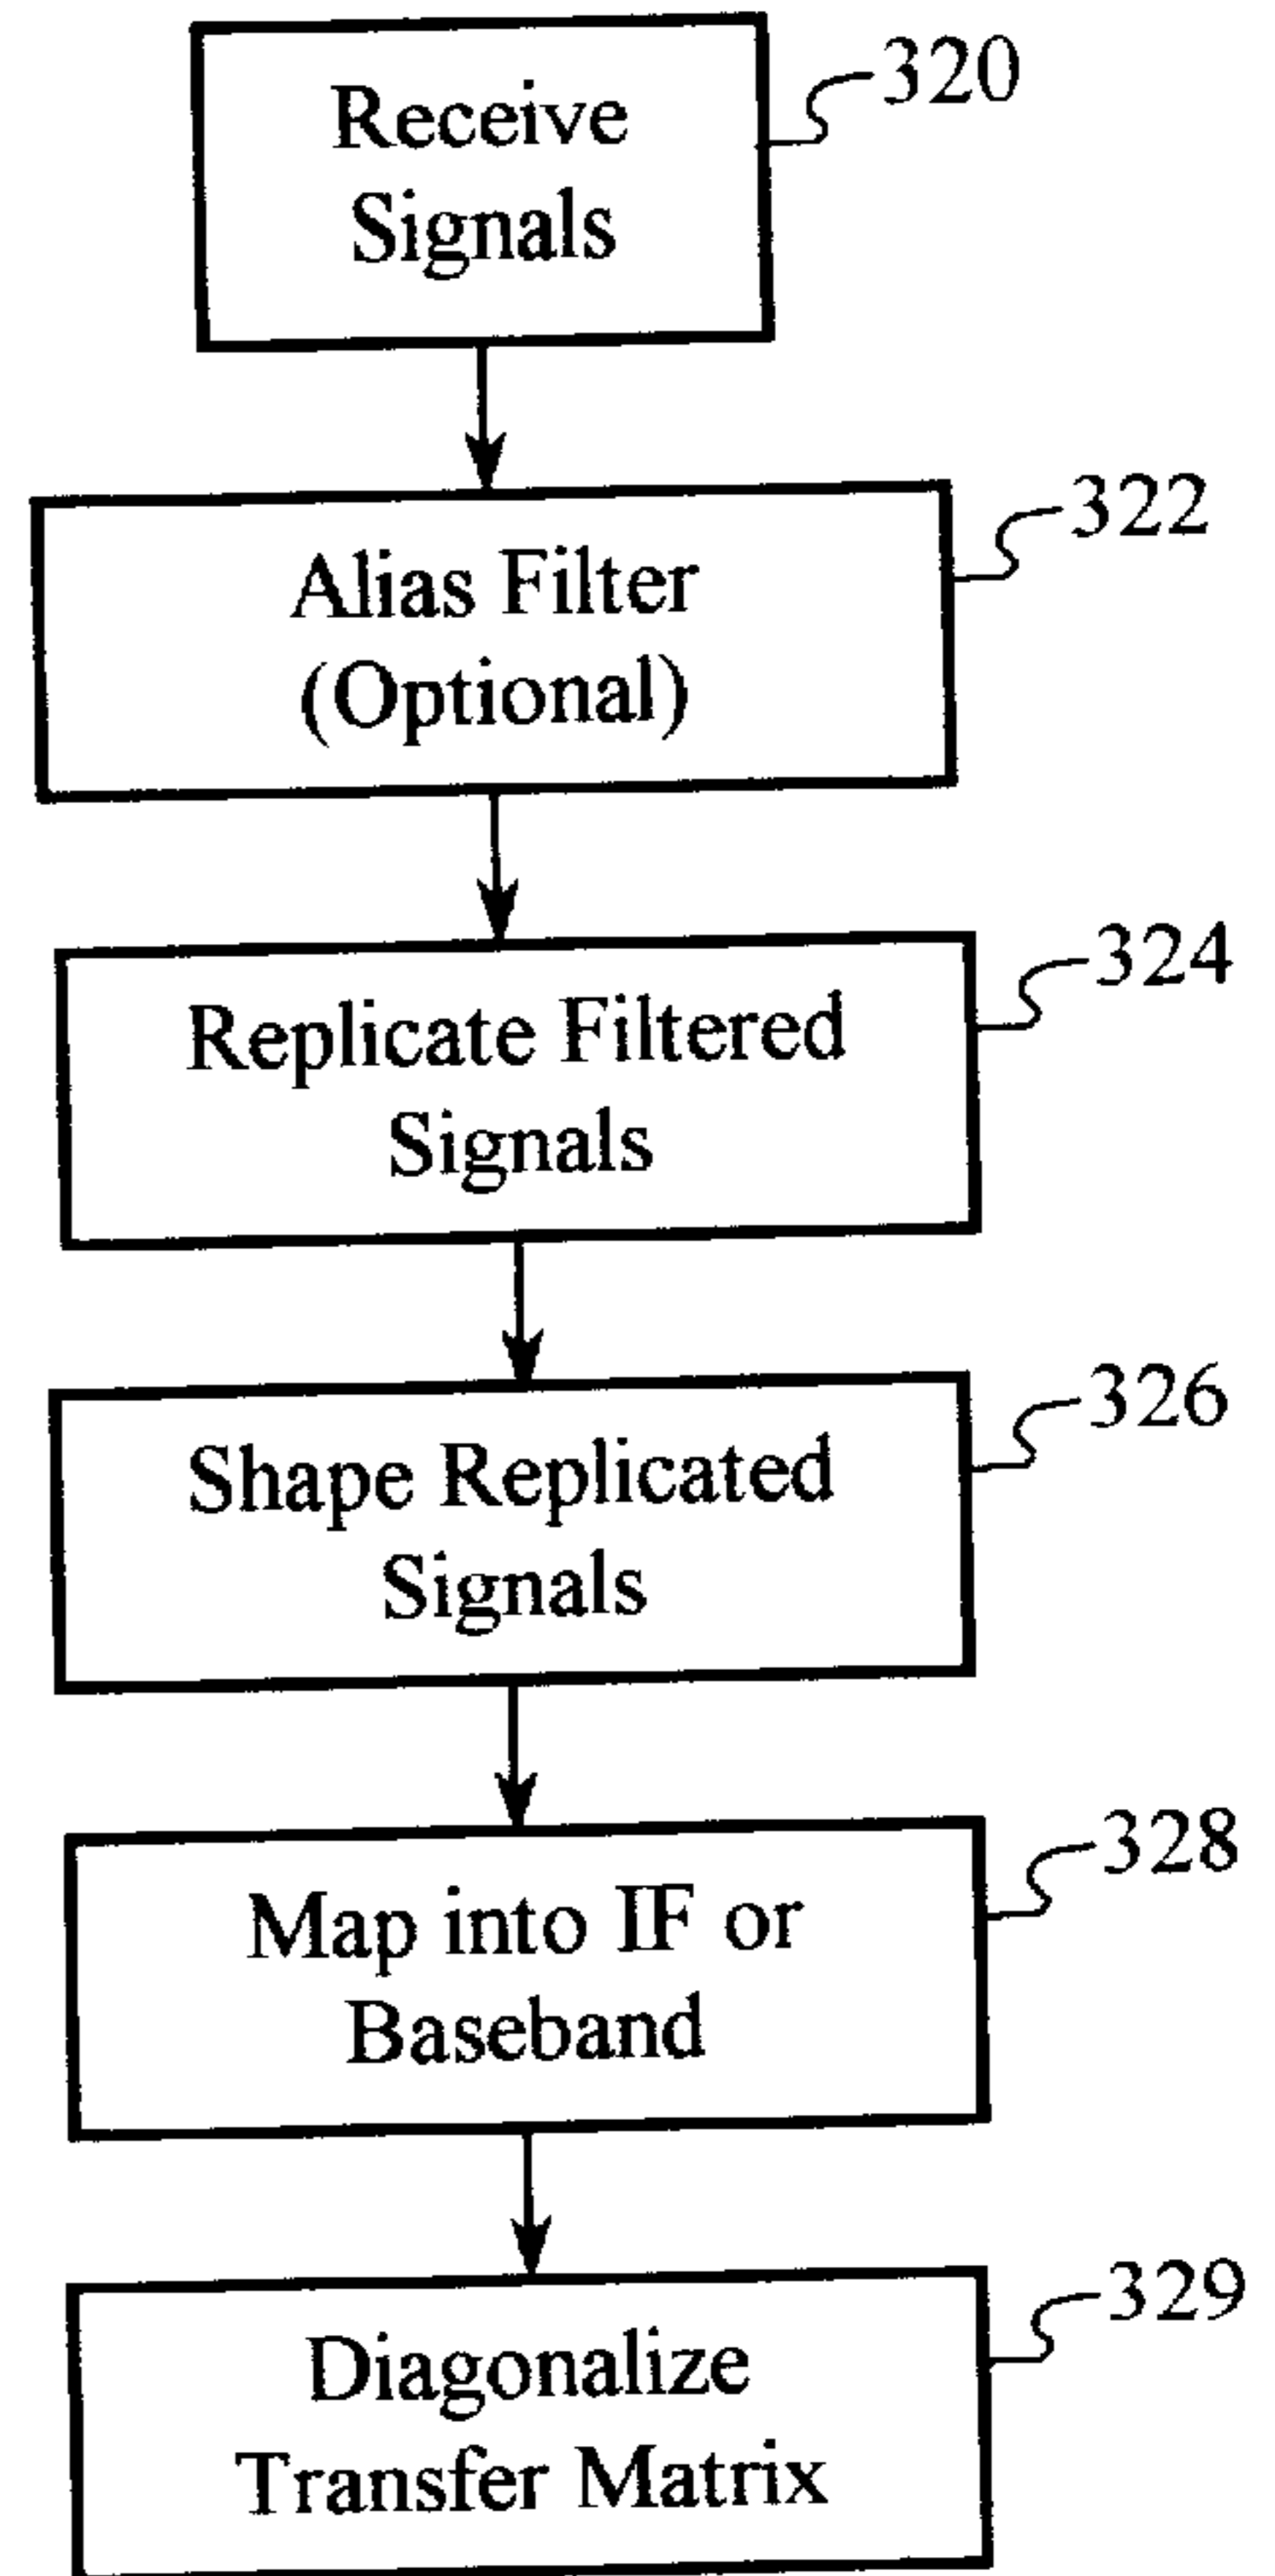 Receive
Signals
320
Alias Filter
(Optional)
322
Replicate Filtered
Signals
324
Shape Replicated
Signals
326
Map into IF or
Baseband
328
Diagonalize
Transfer Matrix
329